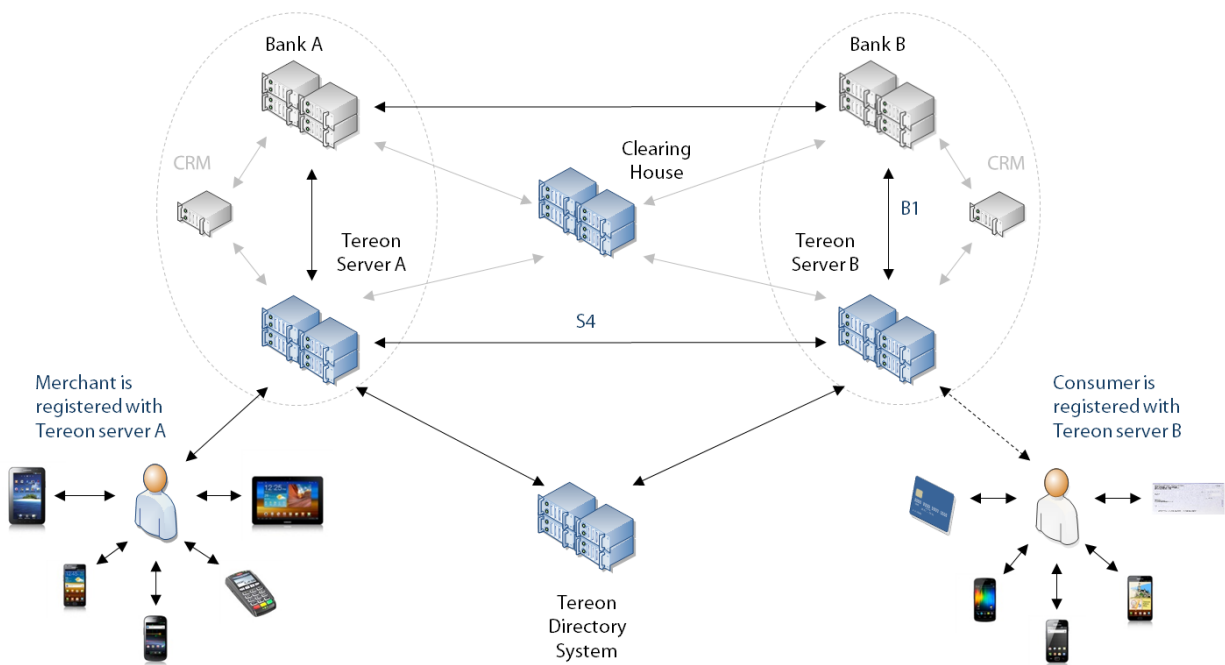 Bank A
Bank B
Clearing
House
CRM
CRM
B1
Tereon
Server A
Tereon
Server B
S4
Merchant is
registered with
Tereon server A
Consumer is
registered with
Tereon server B
Tereon
Directory
System